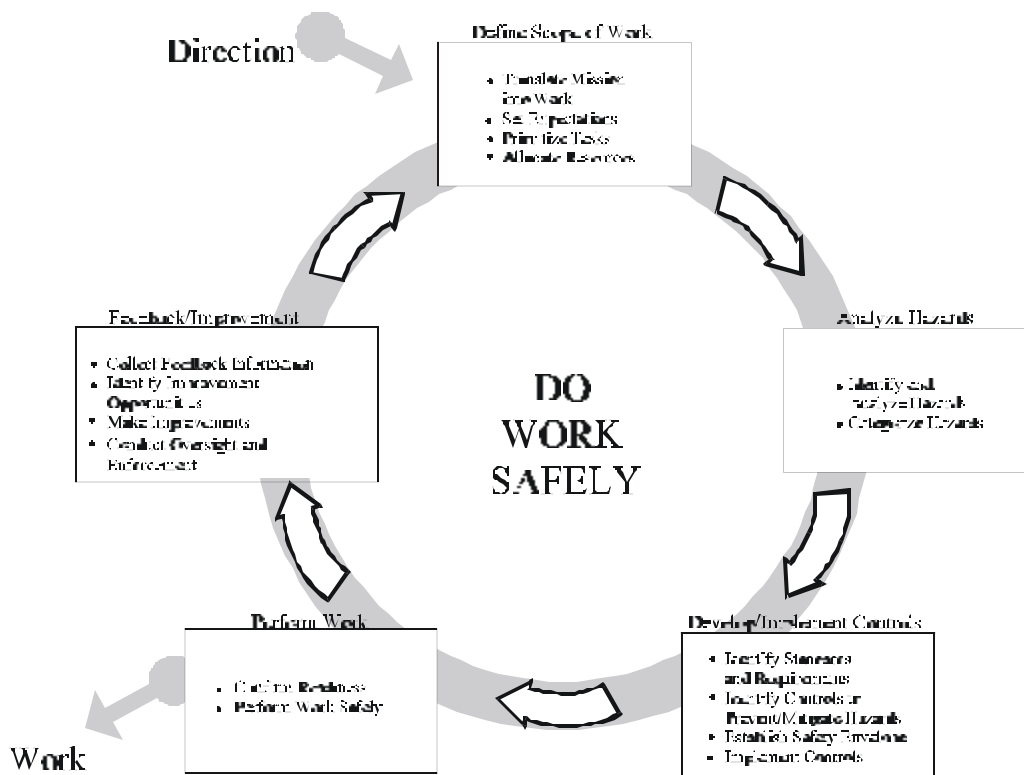 Direction
Define Scope of Work
• Translate Mission
into Work
• Set Expectations
• Prioritize Tasks
• Allocate Resources
Analyze Hazards
• Identify and
Analyze Hazards
• Categorize Hazards
Develop/Implement Controls
• Identify Standards
and Requirements
• Identify Controls to
Prevent/Mitigate Hazards
• Establish Safety Envelope
• Implement Controls
Perform Work
• Confirm Readiness
• Perform Work Safely
Work
Feedback/Improvement
• Collect Feedback Information
• Identify Improvement
Opportunities
• Make Improvements
• Conduct Oversight and
Enforcement
DO
WORK
SAFELY